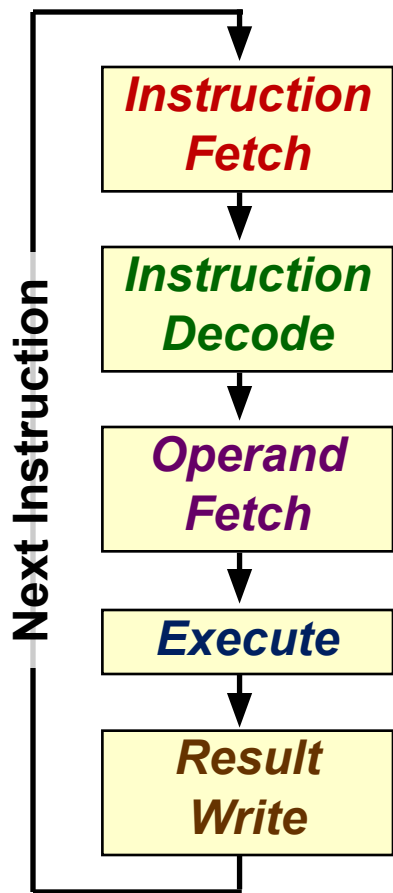 Instruction
Fetch
Instruction
Decode
Operand
Fetch
Execute
Result
Write
Next Instruction